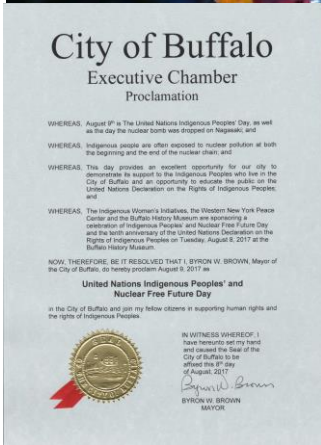 City of Buffalo
Executive Chamber
Proclamation
WHEREAS, August 9th is The United Nations Indigenous Peoples' Day, as well
as the day the nuclear bomb was dropped on Nagasaki; and
WHEREAS, Indigenous people are often exposed to nuclear pollution at both
the beginning and the end of the nuclear chain; and
WHEREAS, This day provides an excellent opportunity for our city to
demonstrate its support to the Indigenous Peoples who live in the
City of Buffalo and an opportunity to educate the public on the
United Nations Declaration on the Rights of Indigenous Peoples;
and
WHEREAS, The Indigenous Women's Initiatives, the Western New York Peace
Center and the Buffalo History Museum are sponsoring a
celebration of Indigenous Peoples' and Nuclear Free Future Day
and the tenth anniversary of the United Nations Declaration on the
Rights of Indigenous Peoples on Tuesday, August 8, 2017 at the
Buffalo History Museum.
NOW, THEREFORE, BE IT RESOLVED THAT I, BYRON W. BROWN, Mayor of
the City of Buffalo, do hereby proclaim August 9, 2017 as
United Nations Indigenous Peoples' and
Nuclear Free Future Day
in the City of Buffalo and join my fellow citizens in supporting human rights and
the rights of Indigenous Peoples.
IN WITNESS WHEREOF, I
have hereunto set my hand
and caused the Seal of the
City of Buffalo to be
affixed this 8th day
of August, 2017
Byron W. Brown
BYRON W. BROWN
MAYOR